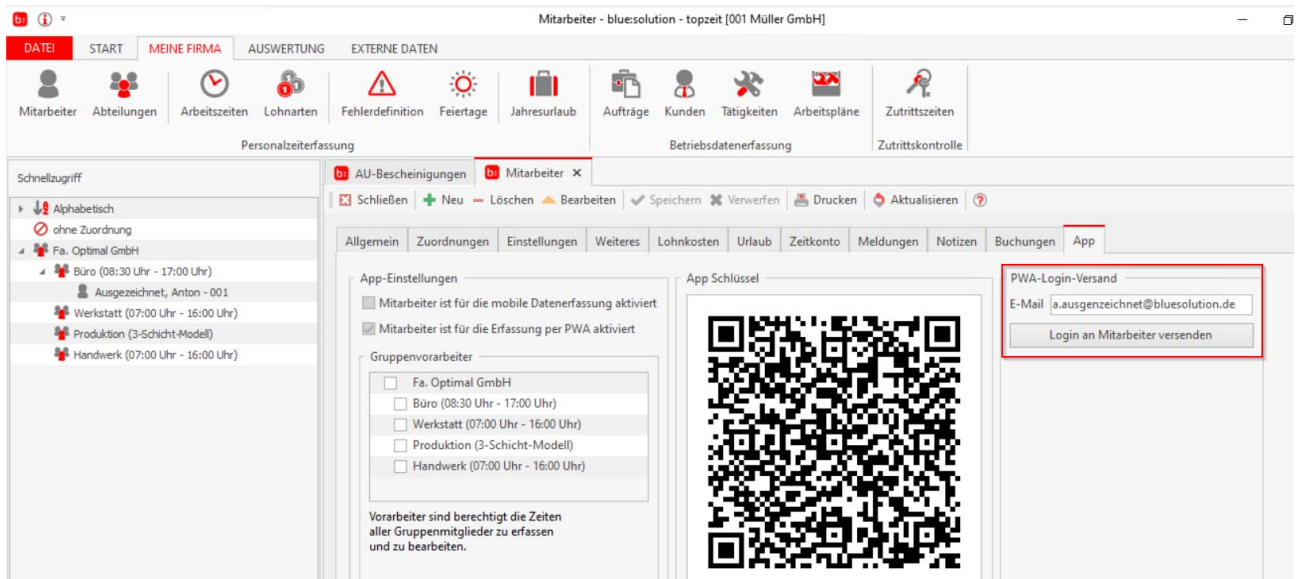 Mitarbeiter - blue:solution - topzeit [001 Müller GmbH]
DATEI START MEINE FIRMA AUSWERTUNG EXTERNE DATEN
Mitarbeiter Abteilungen Arbeitszeiten Lohnarten Fehlerdefinition Feiertage Jahresurlaub Aufträge Kunden Tätigkeiten Arbeitspläne Zutrittszeiten
Personalzeiterfassung Betriebsdatenerfassung Zutrittskontrolle
Schnellzugriff
Alphabetisch
ohne Zuordnung
Fa. Optimal GmbH
Büro (08:30 Uhr - 17:00 Uhr)
Ausgezeichnet, Anton - 001
Werkstatt (07:00 Uhr - 16:00 Uhr)
Produktion (3-Schicht-Modell)
Handwerk (07:00 Uhr - 16:00 Uhr)
AU-Bescheinigungen Mitarbeiter
Schließen Neu Löschen Bearbeiten Speichern Verwerfen Drucken Aktualisieren
Allgemein Zuordnungen Einstellungen Weiteres Lohnkosten Urlaub Zeitkonto Meldungen Notizen Buchungen App
App-Einstellungen
Mitarbeiter ist für die mobile Datenerfassung aktiviert
Mitarbeiter ist für die Erfassung per PWA aktiviert
Gruppenvorarbeiter
Fa. Optimal GmbH
Büro (08:30 Uhr - 17:00 Uhr)
Werkstatt (07:00 Uhr - 16:00 Uhr)
Produktion (3-Schicht-Modell)
Handwerk (07:00 Uhr - 16:00 Uhr)
Vorarbeiter sind berechtigt die Zeiten
aller Gruppenmitglieder zu erfassen
und zu bearbeiten.
App Schlüssel
PWA-Login-Versand
E-Mail a.ausgenzeichnet@bluesolution.de
Login an Mitarbeiter versenden